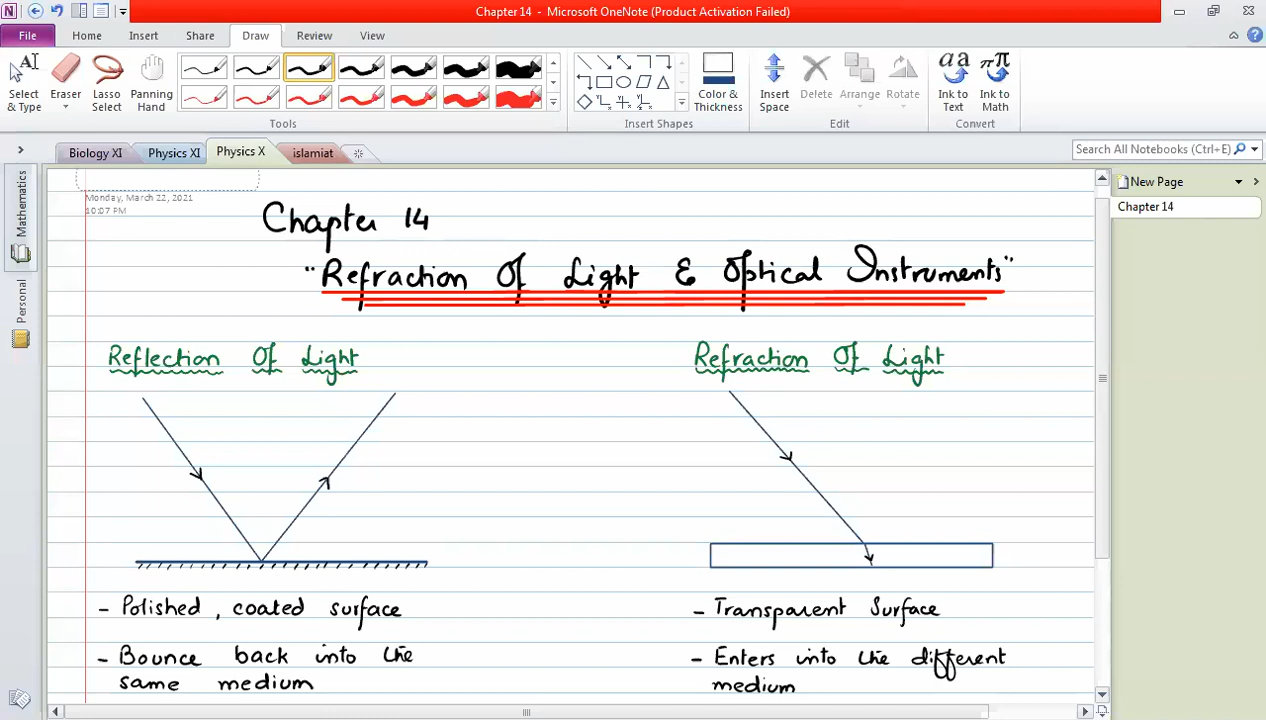 Chapter 14 - Microsoft OneNote (Product Activation Failed)
File Home Insert Share Draw Review View
Select & Type
Eraser
Lasso Select
Panning Hand
Color & Thickness
Insert Space
Delete
Arrange
Rotate
Ink to Text
Ink to Math
Tools
Insert Shapes
Edit
Convert
Biology XI Physics XI Physics X islamiat
Search All Notebooks (Ctrl+E)
Mathematics
Personal
New Page
Chapter 14
Monday, March 22, 2021
10:07 PM
Chapter 14
"Refraction Of Light & Optical Instruments"
Reflection Of Light
- Polished, coated surface
- Bounce back into the
same medium
Refraction Of Light
- Transparent Surface
- Enters into the different
medium